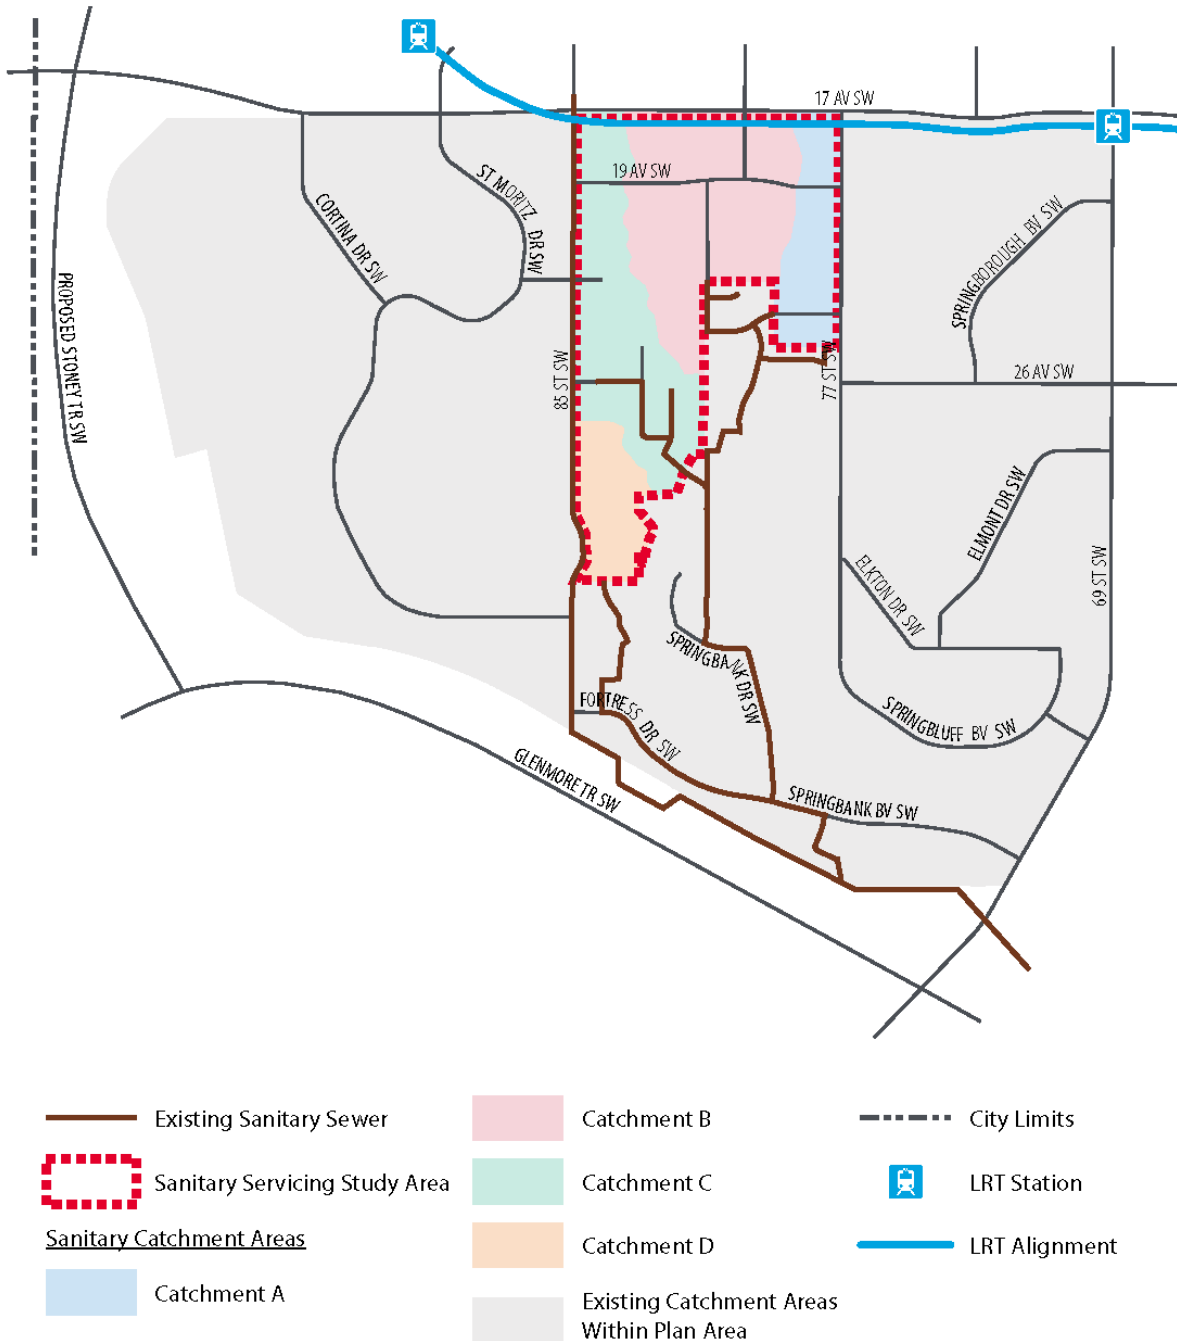 17 AV SW
19 AV SW
ST MORITZ DR SW
CORTINA DR SW
SPRINGBOROUGH BV SW
PROPOSED STONEY TR SW
85 ST SW
77 ST SW
26 AV SW
ELMONT DR SW
ELKTON DR SW
69 ST SW
SPRINGBANK DR SW
FORTRESS DR SW
SPRINGBLUFF BV SW
GLENMORE TR SW
SPRINGBANK BV SW
Existing Sanitary Sewer
Sanitary Servicing Study Area
Sanitary Catchment Areas
Catchment A
Catchment B
Catchment C
Catchment D
Existing Catchment Areas
Within Plan Area
City Limits
LRT Station
LRT Alignment